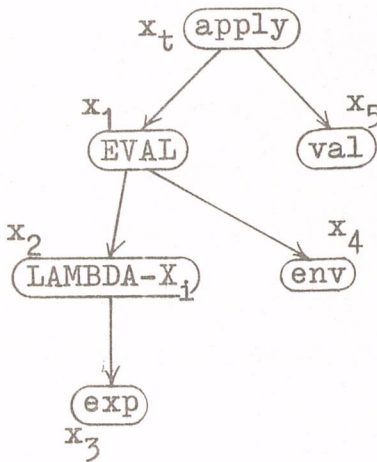 x_t apply
x_1 x_5
EVAL val
x_2 x_4
LAMBDA-X_i env
exp
x_3